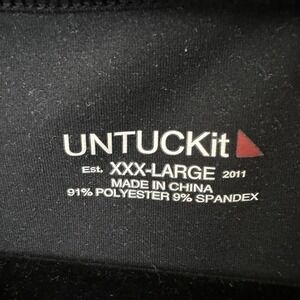 UNTUCKit
Est. XXX-LARGE 2011
MADE IN CHINA
91% POLYESTER 9% SPANDEX